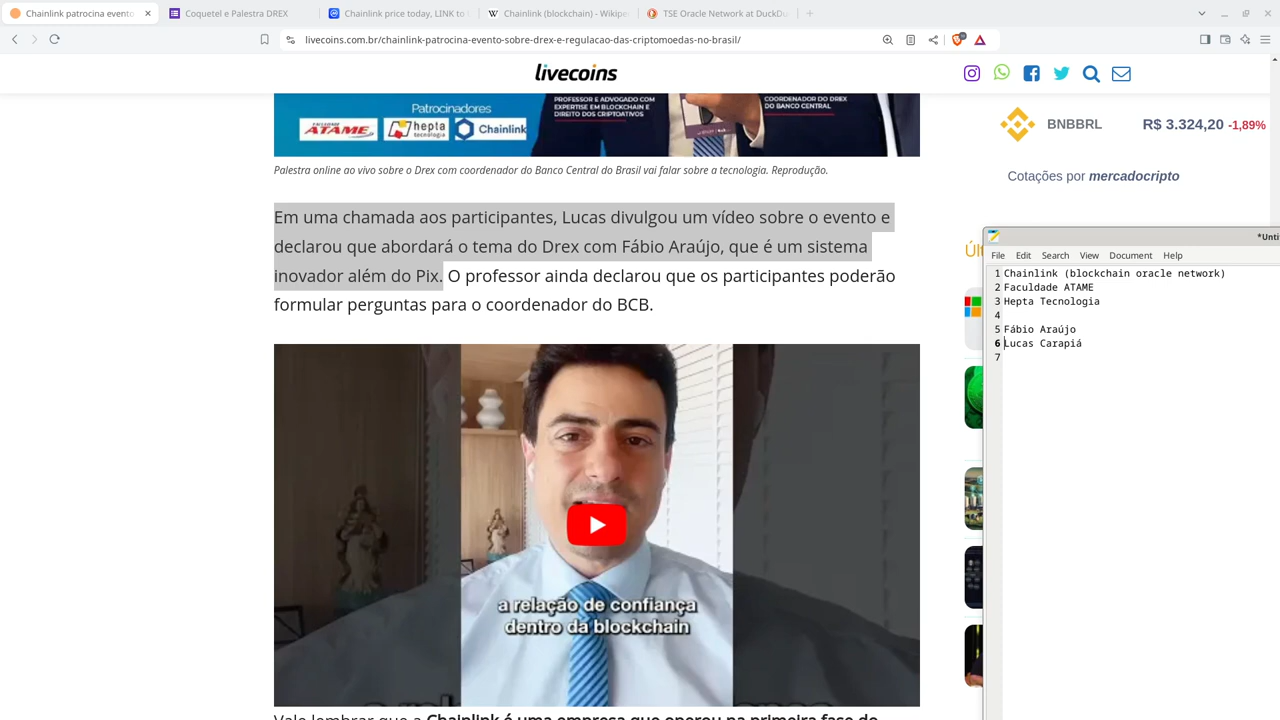 Chainlink patrocina evento
Coquetel e Palestra DREX
Chainlink price today, LINK to
Chainlink (blockchain) - Wikipe
TSE Oracle Network at DuckDu
livecoins.com.br/chainlink-patrocina-evento-sobre-drex-e-regulacao-das-criptomoedas-no-brasil/
livecoins
Patrocinadores
FACULDADE
ATAME
hepta
tecnologia
Chainlink
PROFESSOR E ADVOGADO COM
EXPERTISE EM BLOCKCHAIN E
DIREITO DOS CRIPTOATIVOS
COORDENADOR DO DREX
DO BANCO CENTRAL
Palestra online ao vivo sobre o Drex com coordenador do Banco Central do Brasil vai falar sobre a tecnologia. Reprodução.
Em uma chamada aos participantes, Lucas divulgou um vídeo sobre o evento e
declarou que abordará o tema do Drex com Fábio Araújo, que é um sistema
inovador além do Pix. O professor ainda declarou que os participantes poderão
formular perguntas para o coordenador do BCB.
a relação de confiança
dentro da blockchain
Vale lembrar que a Chainlink é uma empresa que operou na primeira fase do
BNBBRL
R$ 3.324,20 -1,89%
Cotações por mercadocripto
Últ
*Unti
File Edit Search View Document Help
1 Chainlink (blockchain oracle network)
2 Faculdade ATAME
3 Hepta Tecnologia
4
5 Fábio Araújo
6 Lucas Carapiá
7